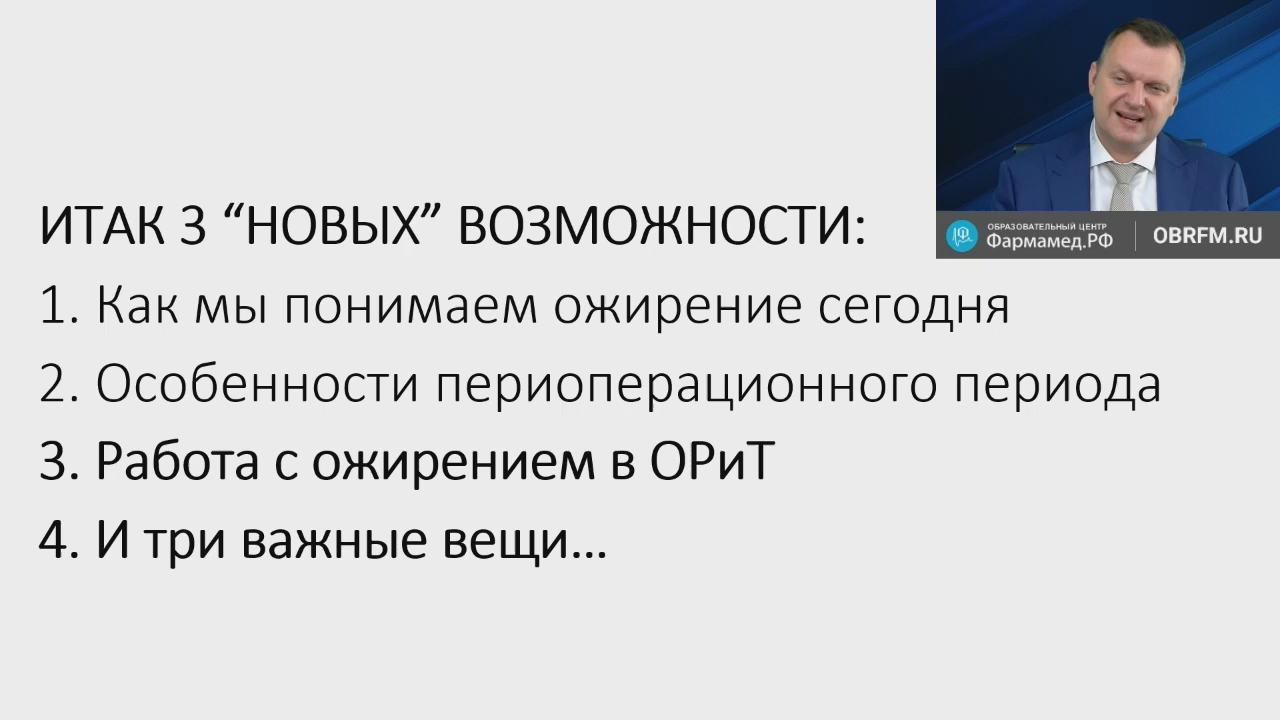 ИТАК 3 “НОВЫХ” ВОЗМОЖНОСТИ:
1. Как мы понимаем ожирение сегодня
2. Особенности периоперационного периода
3. Работа с ожирением в ОРиТ
4. И три важные вещи...
ОБРАЗОВАТЕЛЬНЫЙ ЦЕНТР
Фармамед.РФ
OBRFM.RU